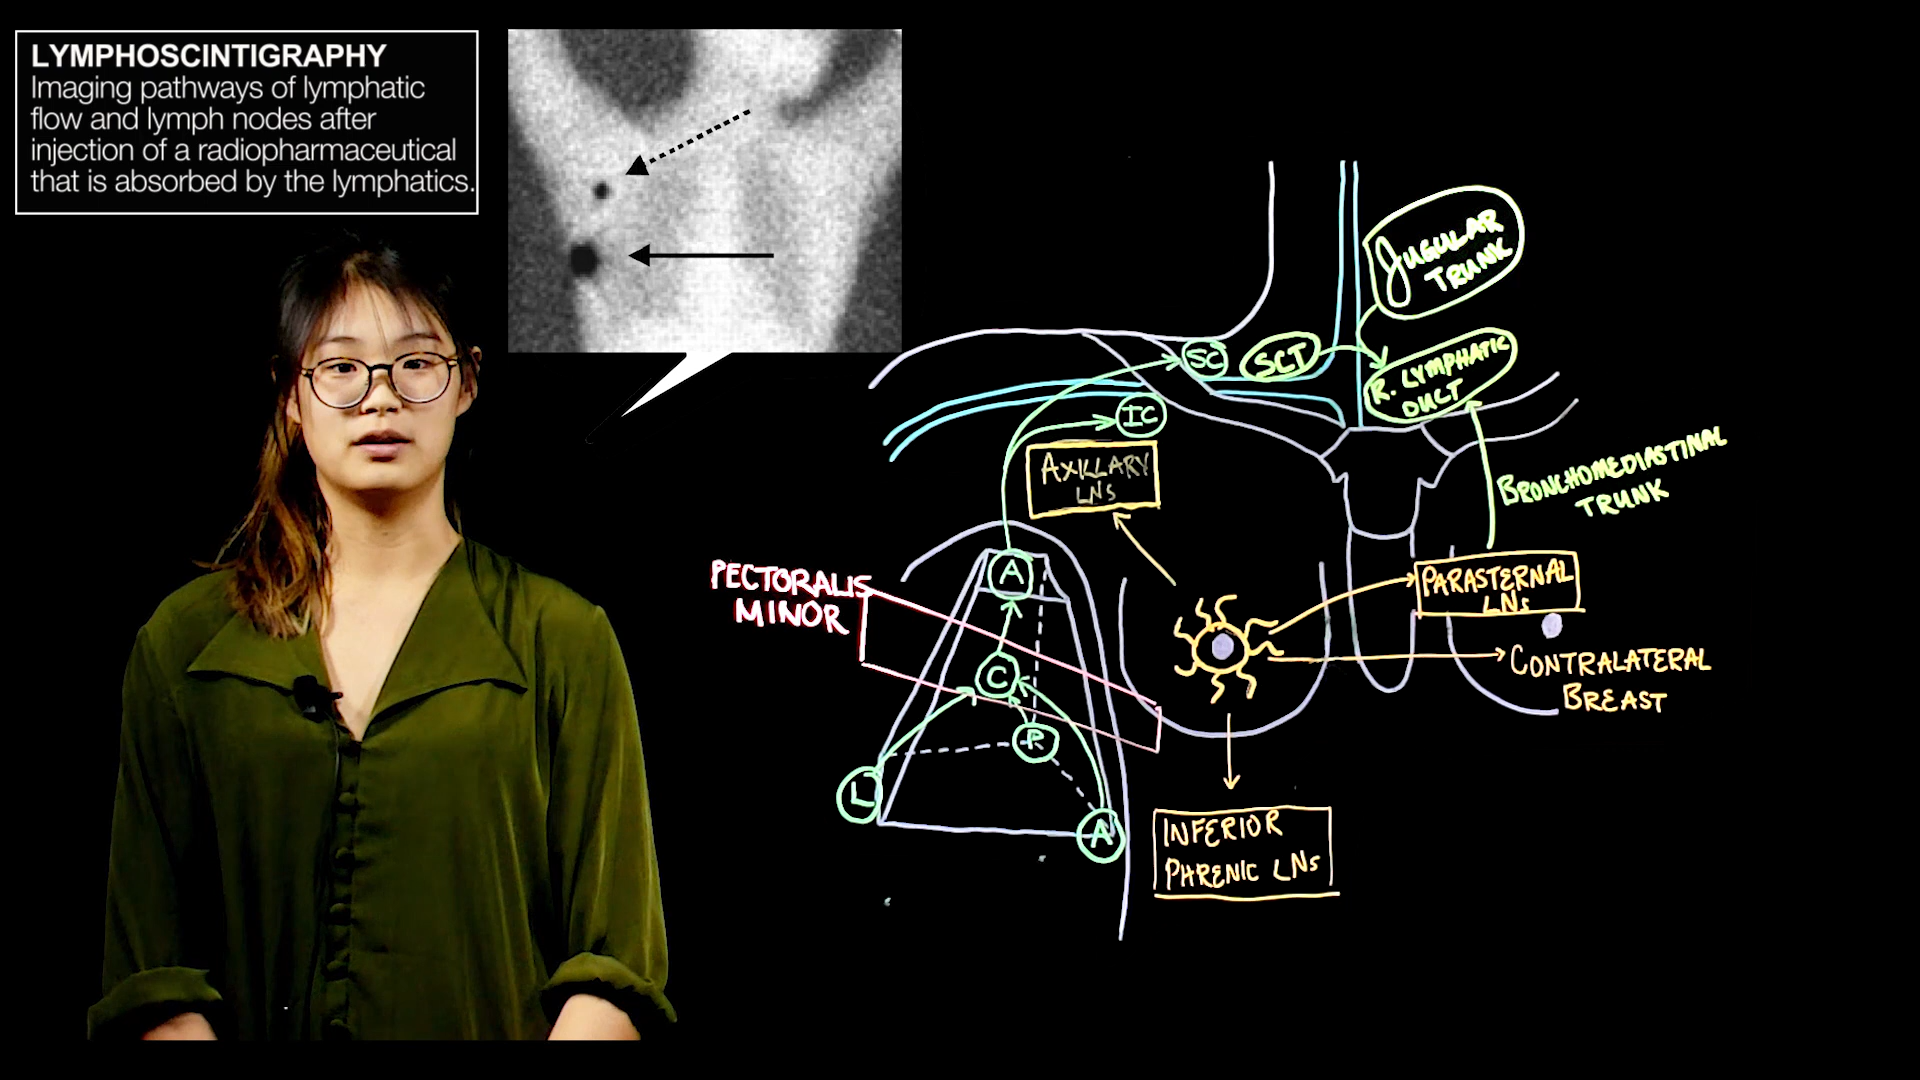 LYMPHOSCINTIGRAPHY
Imaging pathways of lymphatic
flow and lymph nodes after
injection of a radiopharmaceutical
that is absorbed by the lymphatics.
JUGULAR
TRUNK
SC
SCT
R. LYMPHATIC
DUCT
IC
AXILLARY
LNS
BRONCHOMEDIASTINAL
TRUNK
PECTORALIS
MINOR
A
PARASTERNAL
LNS
C
CONTRALATERAL
BREAST
R
L
A
INFERIOR
PHRENIC LNS